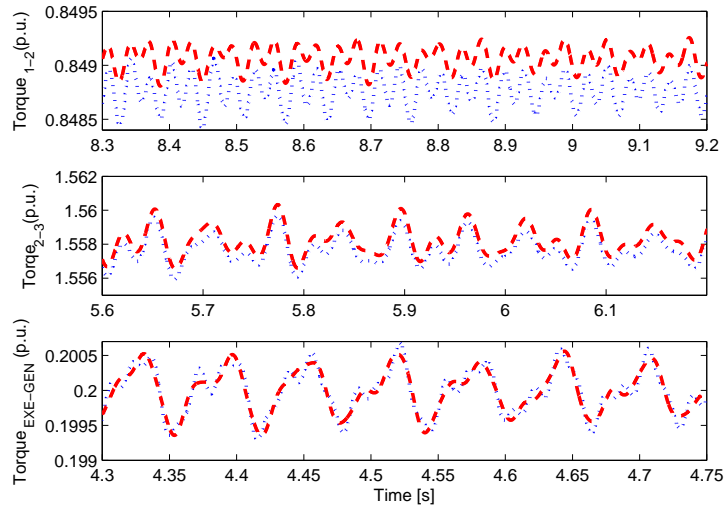 Torque1−2(p.u.)
0.8495
0.849
0.8485
8.3 8.4 8.5 8.6 8.7 8.8 8.9 9 9.1 9.2
Torqe2−3(p.u.)
1.562
1.56
1.558
1.556
5.6 5.7 5.8 5.9 6 6.1
TorqueEXE−GEN (p.u.)
0.2005
0.2
0.1995
0.199
4.3 4.35 4.4 4.45 4.5 4.55 4.6 4.65 4.7 4.75
Time [s]